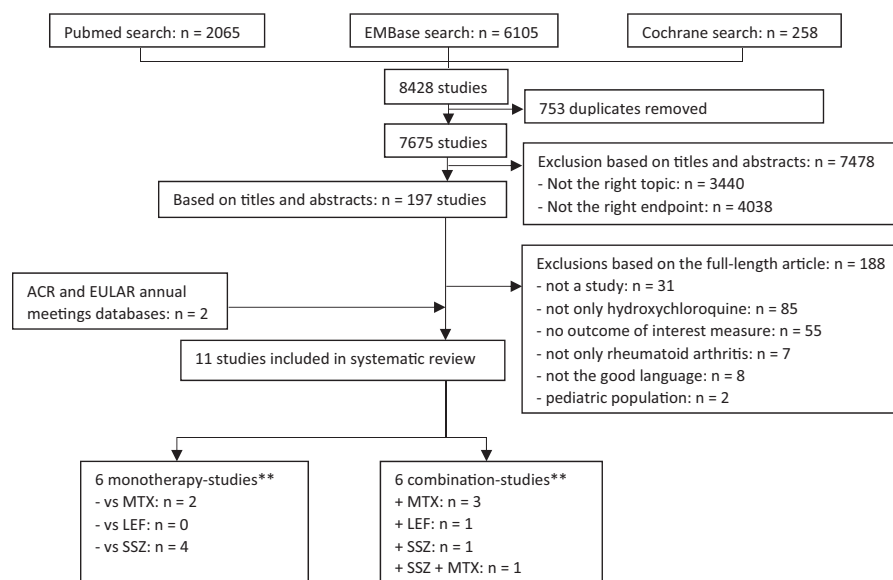 Pubmed search: n = 2065
EMBase search: n = 6105
Cochrane search: n = 258
8428 studies
753 duplicates removed
7675 studies
Exclusion based on titles and abstracts: n = 7478
- Not the right topic: n = 3440
- Not the right endpoint: n = 4038
Based on titles and abstracts: n = 197 studies
Exclusions based on the full-length article: n = 188
- not a study: n = 31
- not only hydroxychloroquine: n = 85
- no outcome of interest measure: n = 55
- not only rheumatoid arthritis: n = 7
- not the good language: n = 8
- pediatric population: n = 2
ACR and EULAR annual
meetings databases: n = 2
11 studies included in systematic review
6 monotherapy-studies**
- vs MTX: n = 2
- vs LEF: n = 0
- vs SSZ: n = 4
6 combination-studies**
+ MTX: n = 3
+ LEF: n = 1
+ SSZ: n = 1
+ SSZ + MTX: n = 1